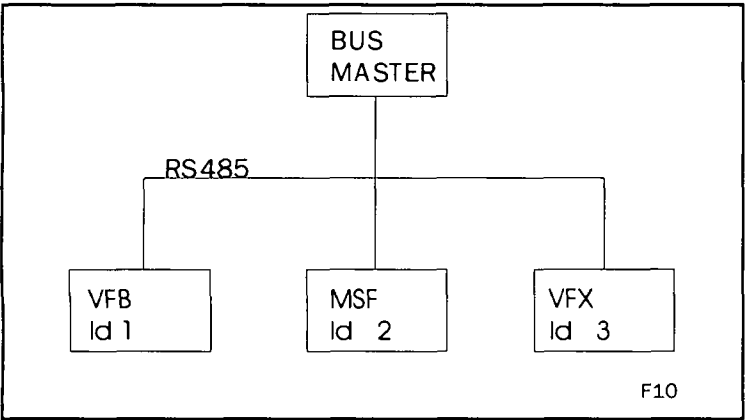 BUS
MASTER
RS485
VFB
Id 1
MSF
Id 2
VFX
Id 3
F10